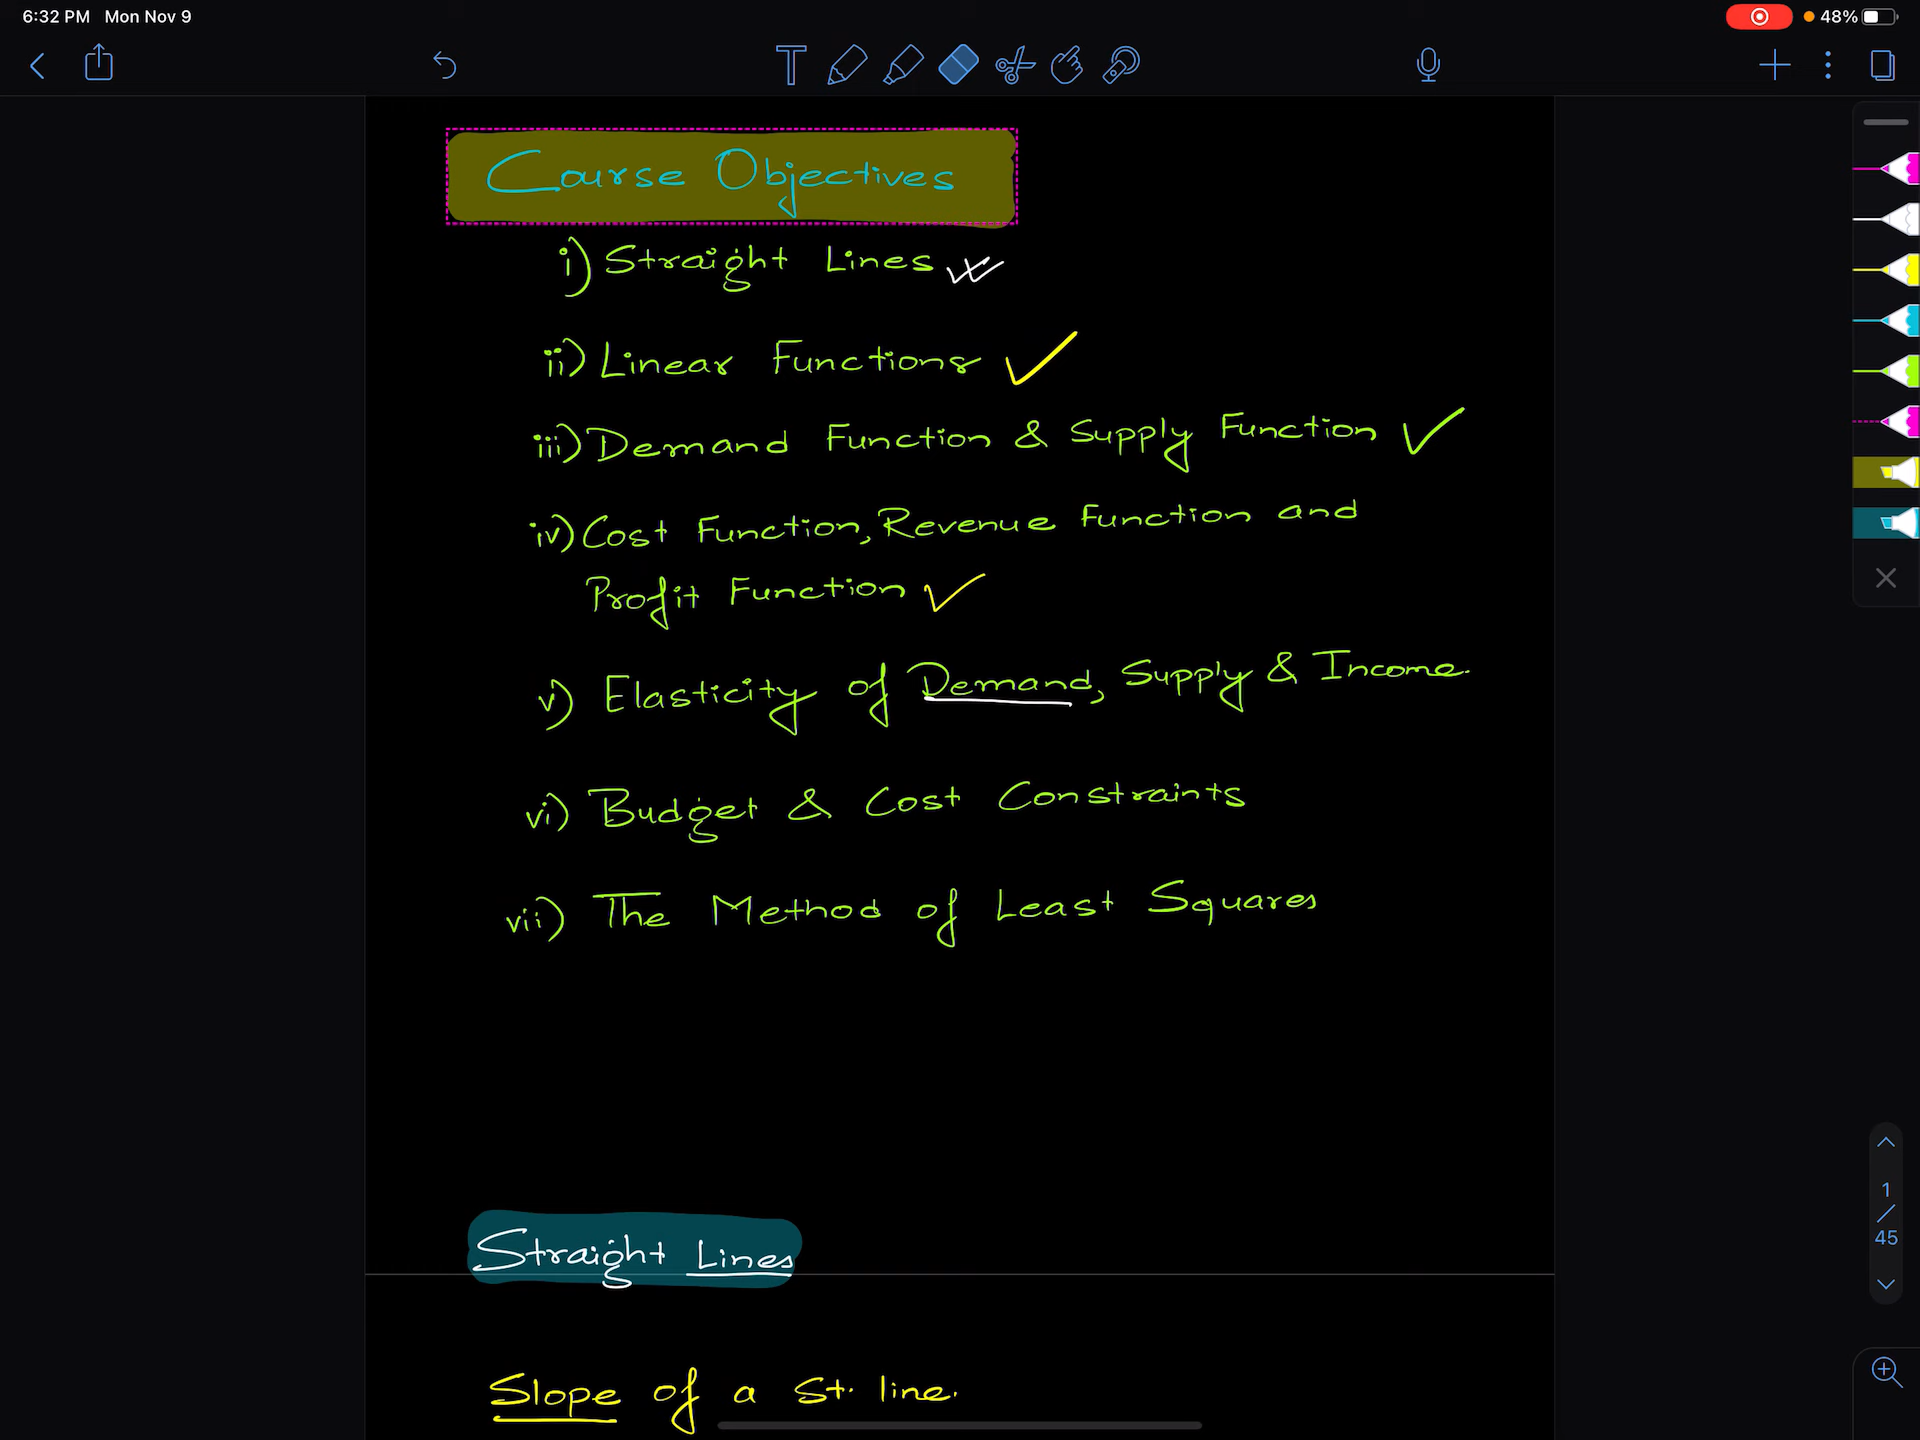 6:32 PM Mon Nov 9
48%
Course Objectives
i) Straight Lines
ii) Linear Functions
iii) Demand Function & Supply Function
iv) Cost Function, Revenue Function and
Profit Function
v) Elasticity of Demand, Supply & Income.
vi) Budget & Cost Constraints
vii) The Method of Least Squares
1
/
45
Straight Lines
Slope of a St. line.